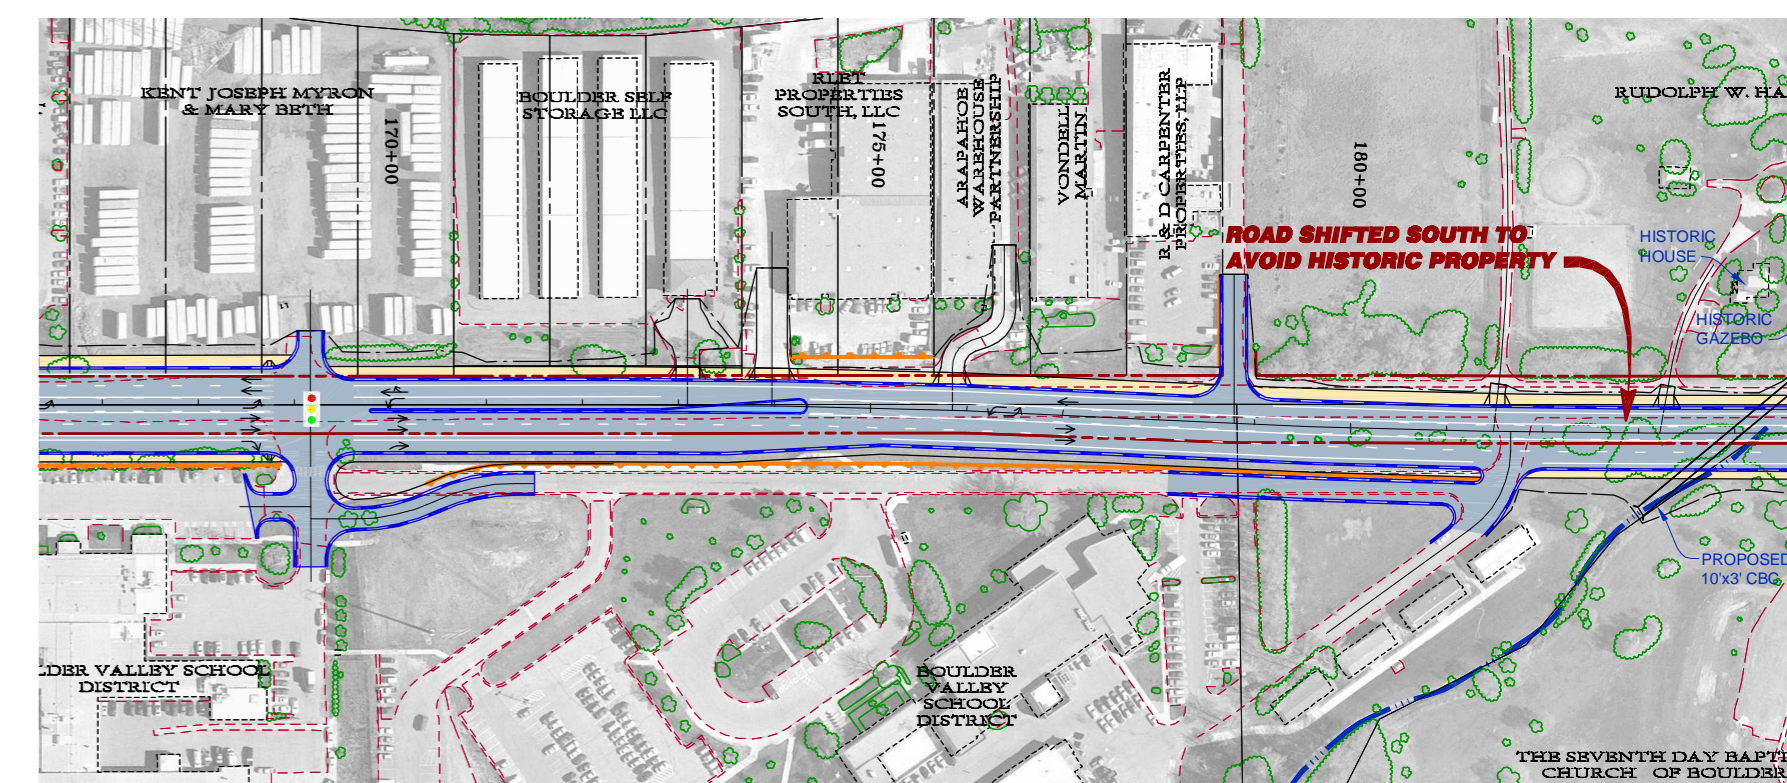 KENT JOSEPH MYRON
& MARY BETH
170+00
BOULDER SELF
STORAGE LLC
RLET
PROPERTIES
SOUTH, LLC
175+00
ARAPAHOE
WAREHOUSE
PARTNERSHIP
VONDELL
MARTIN
R & D CARPENTER
PROPERTIES, LLP
180+00
RUDOLPH W. HA
ROAD SHIFTED SOUTH TO
AVOID HISTORIC PROPERTY
HISTORIC
HOUSE
HISTORIC
GAZEBO
PROPOSED
10'x3' CBC
LDER VALLEY SCHOOL
DISTRICT
BOULDER
VALLEY
SCHOOL
DISTRICT
THE SEVENTH DAY BAPT
CHURCH OF BOULDE